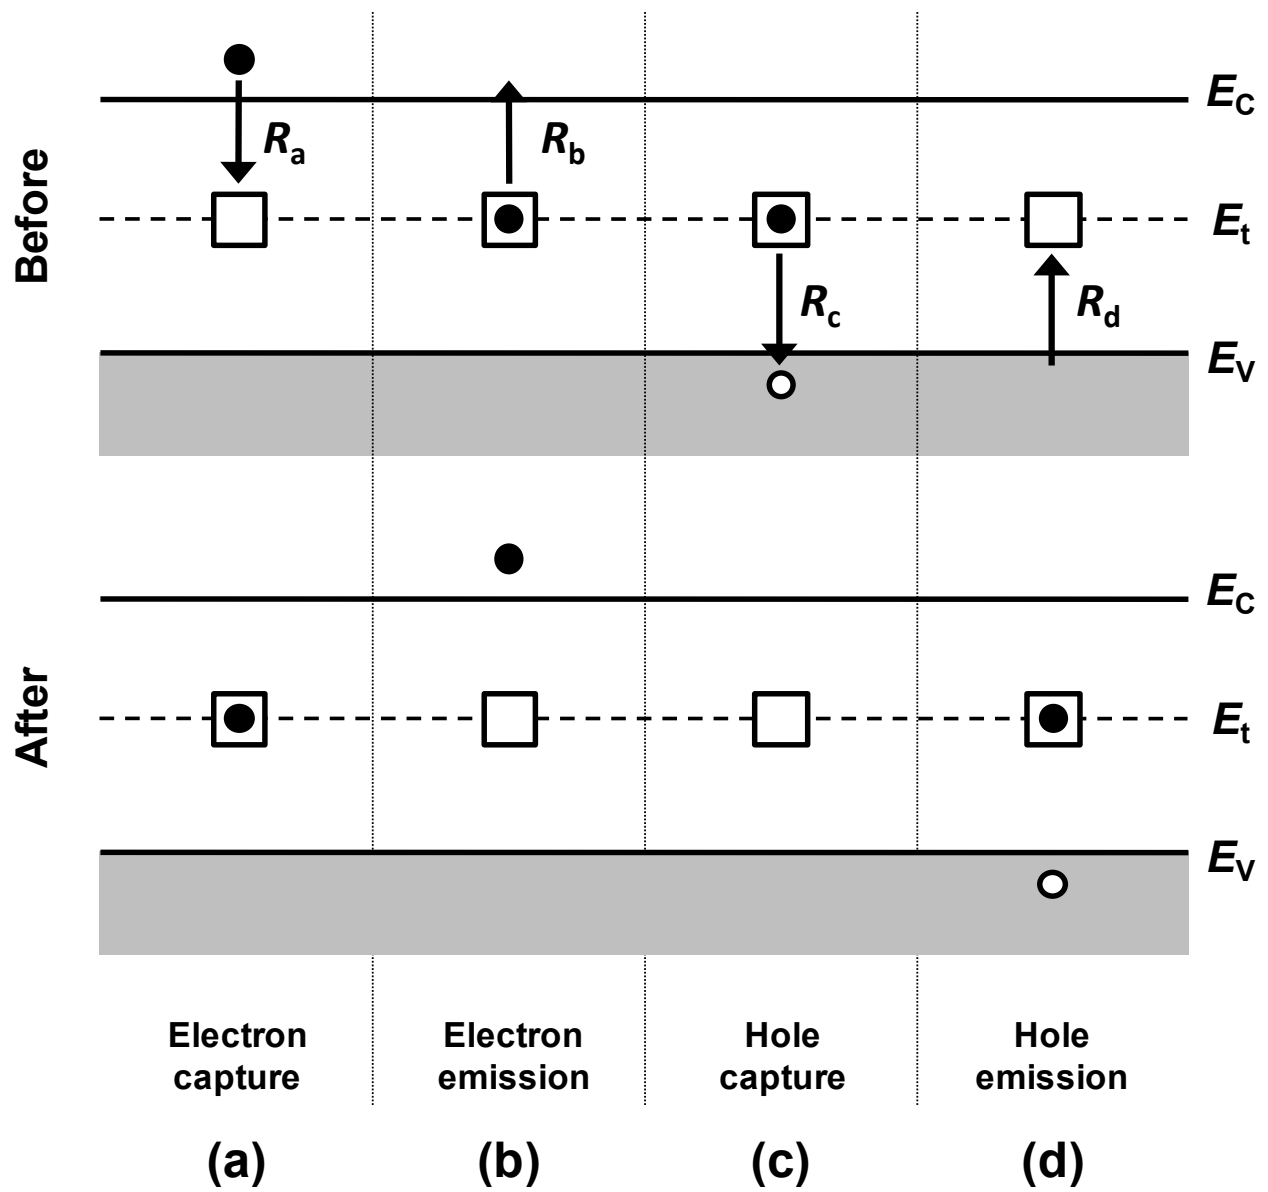 Before
E_C
R_a
R_b
E_t
R_c
R_d
E_V
After
E_C
E_t
E_V
Electron
capture
Electron
emission
Hole
capture
Hole
emission
(a)
(b)
(c)
(d)